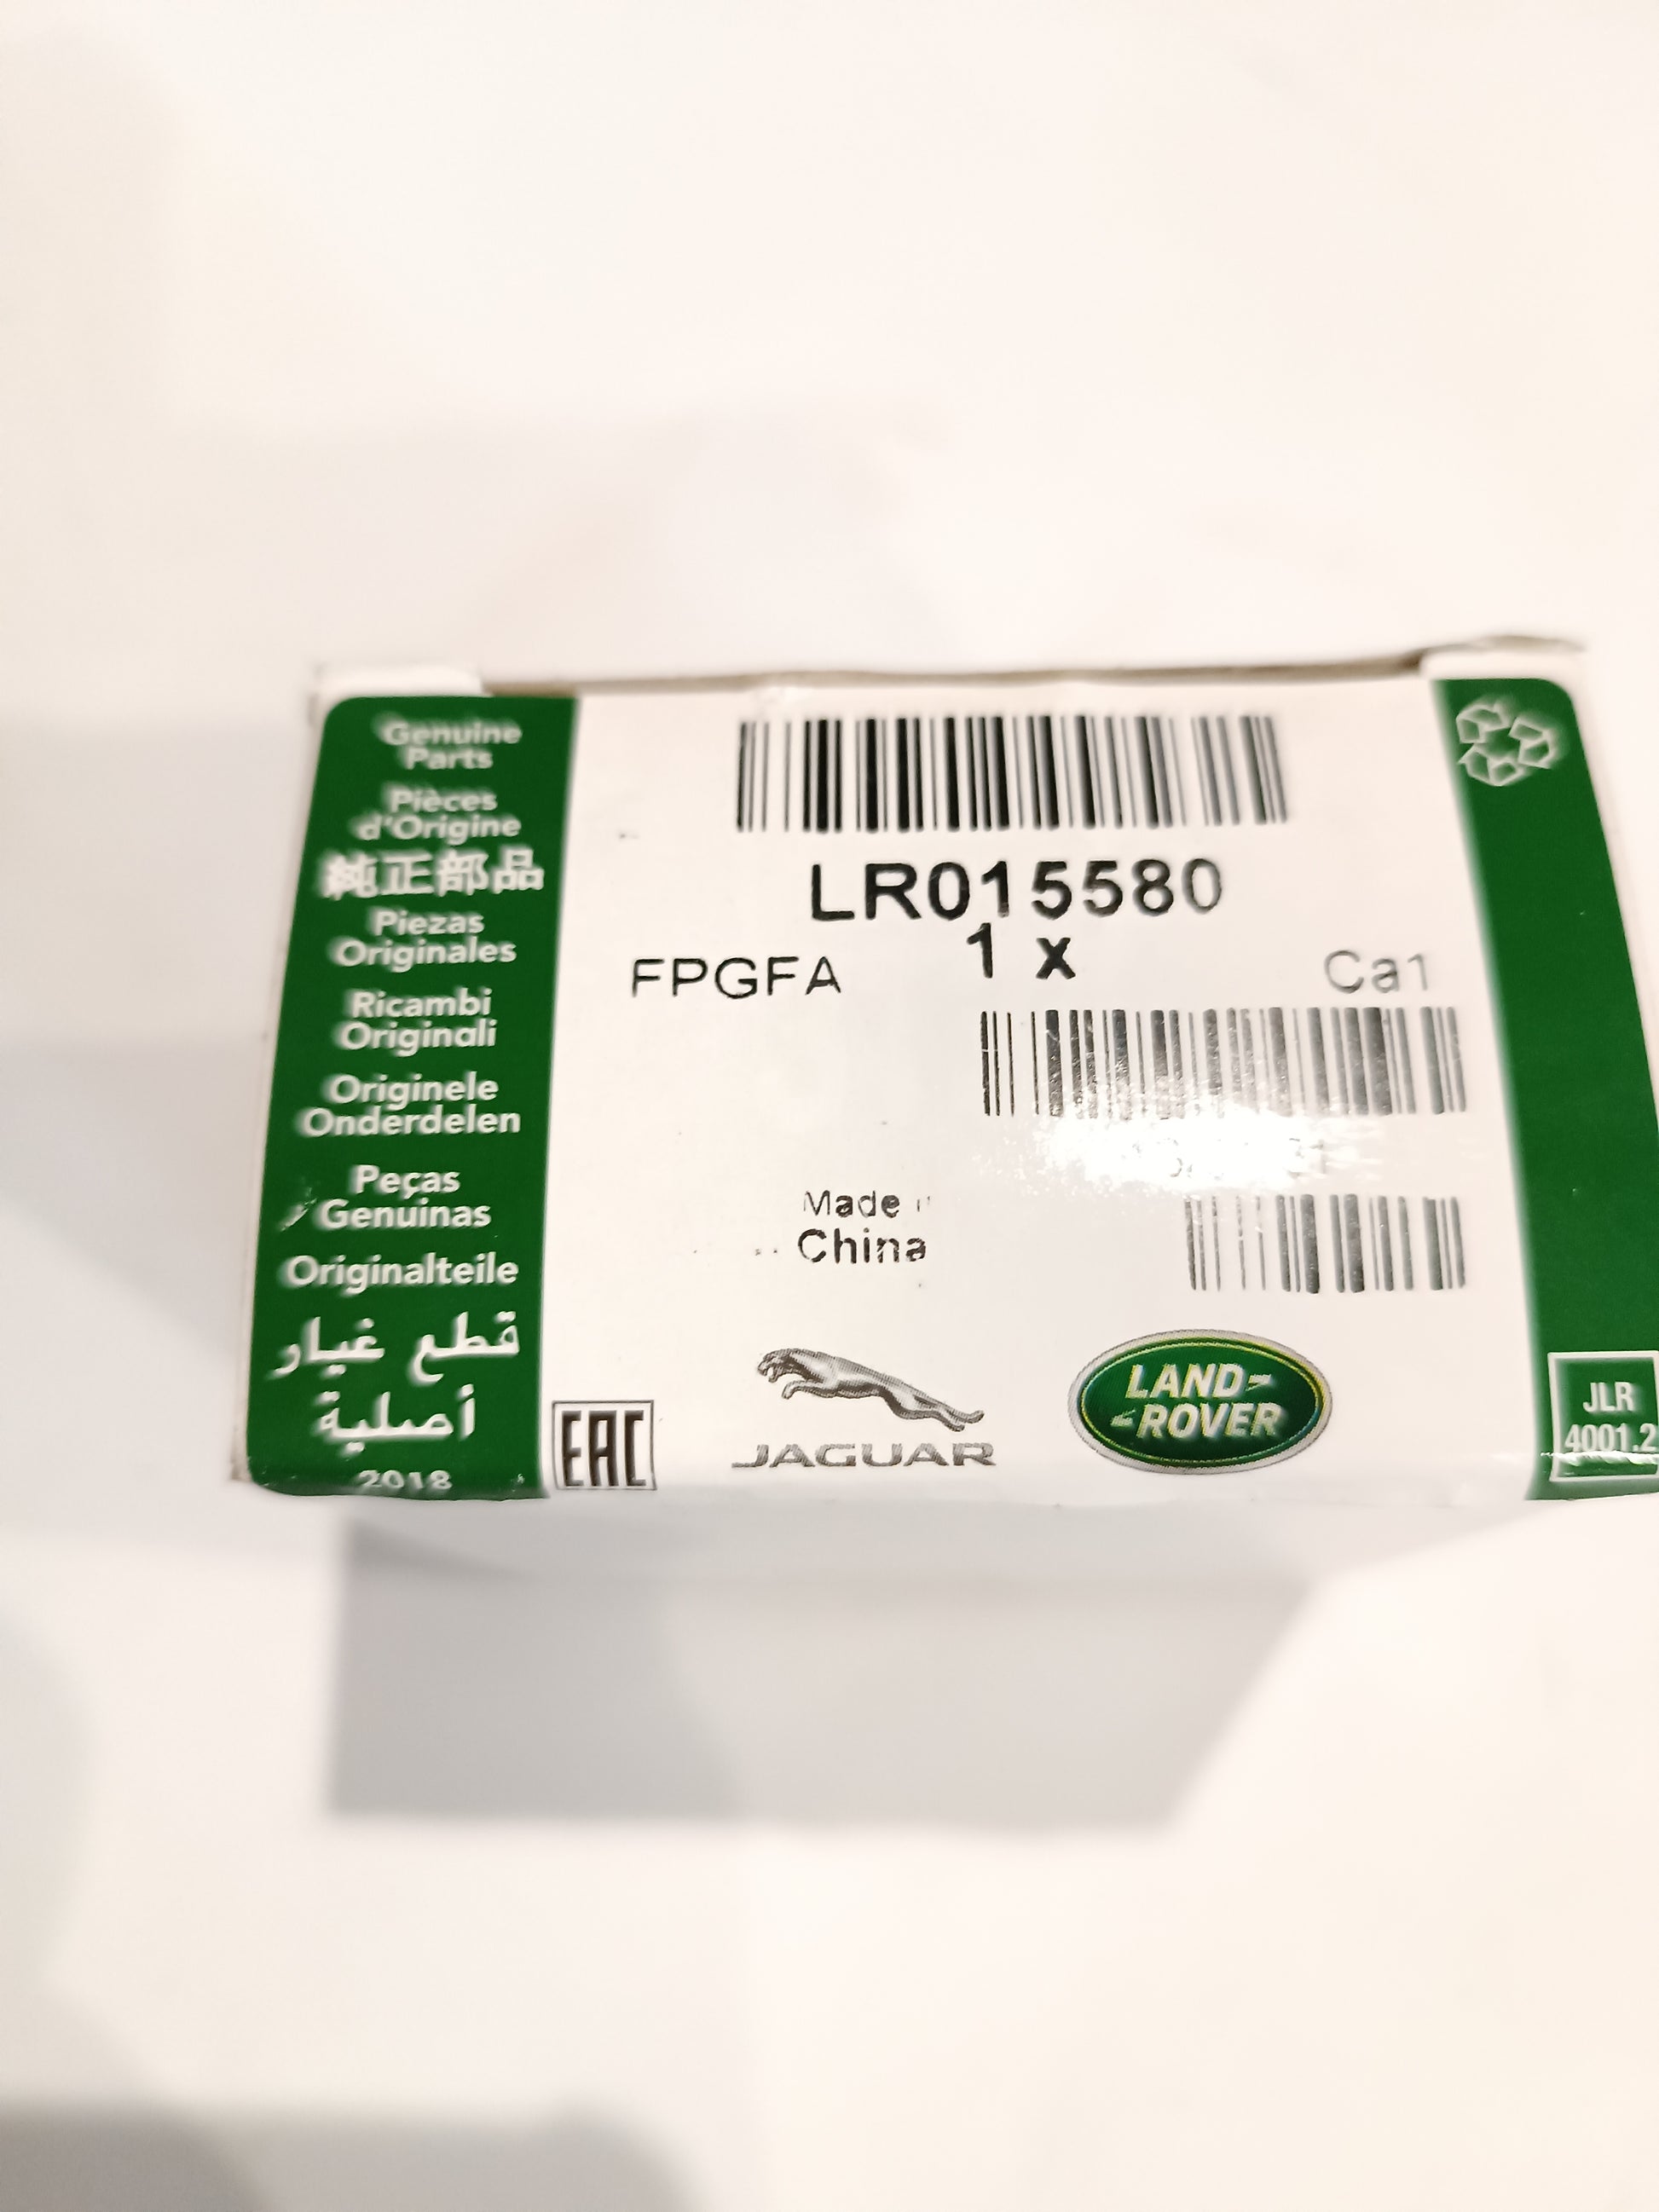 Genuine
Parts
Pièces
d'Origine
純正部品
Piezas
Originales
Ricambi
Originali
Originele
Onderdelen
Peças
Genuinas
Originalteile
قطع غيار
أصلية
2018
LR015580
1 x
FPGFA
Ca1
Made
China
EAC
JAGUAR
LAND
ROVER
JLR
4001.2